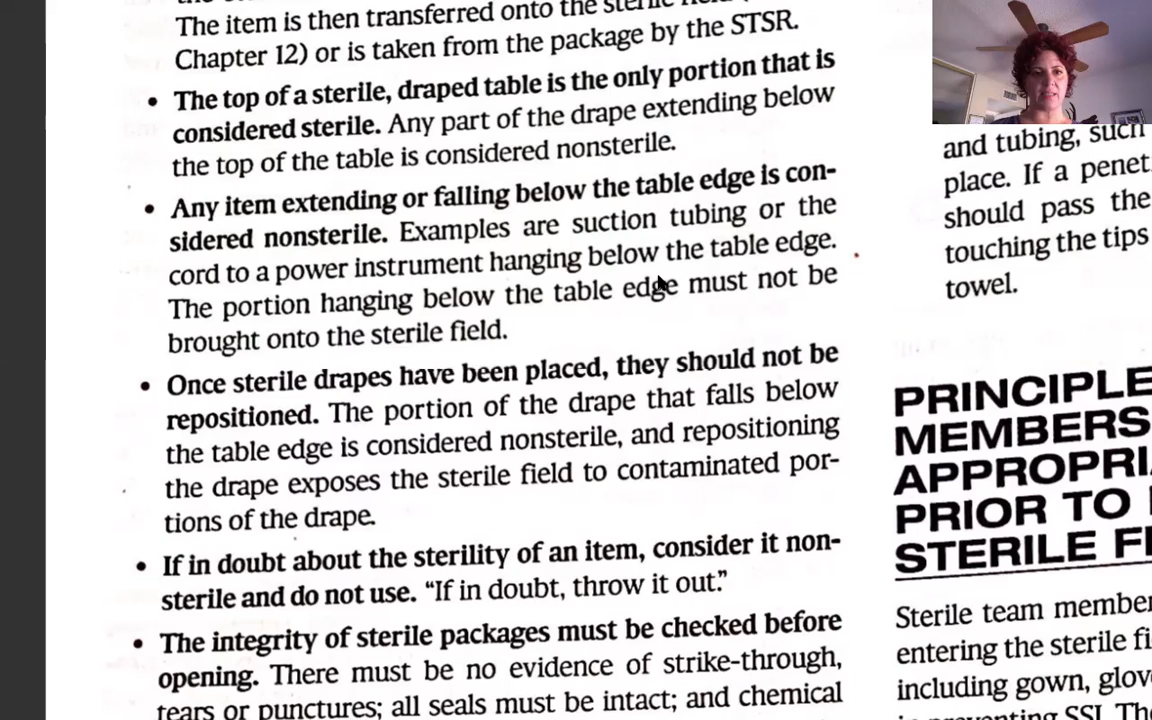 The item is then transferred onto the sterile field
Chapter 12) or is taken from the package by the STSR.
• The top of a sterile, draped table is the only portion that is
considered sterile. Any part of the drape extending below
the top of the table is considered nonsterile.
• Any item extending or falling below the table edge is con-
sidered nonsterile. Examples are suction tubing or the
cord to a power instrument hanging below the table edge.
The portion hanging below the table edge must not be
brought onto the sterile field.
• Once sterile drapes have been placed, they should not be
repositioned. The portion of the drape that falls below
the table edge is considered nonsterile, and repositioning
the drape exposes the sterile field to contaminated por-
tions of the drape.
• If in doubt about the sterility of an item, consider it non-
sterile and do not use. “If in doubt, throw it out.”
• The integrity of sterile packages must be checked before
opening. There must be no evidence of strike-through,
tears or punctures; all seals must be intact; and chemical
and tubing, such
place. If a penet
should pass the
touching the tips
towel.
PRINCIPLE
MEMBERS
APPROPRI
PRIOR TO
STERILE FI
Sterile team member
entering the sterile fi
including gown, glov
preventing SSI. The